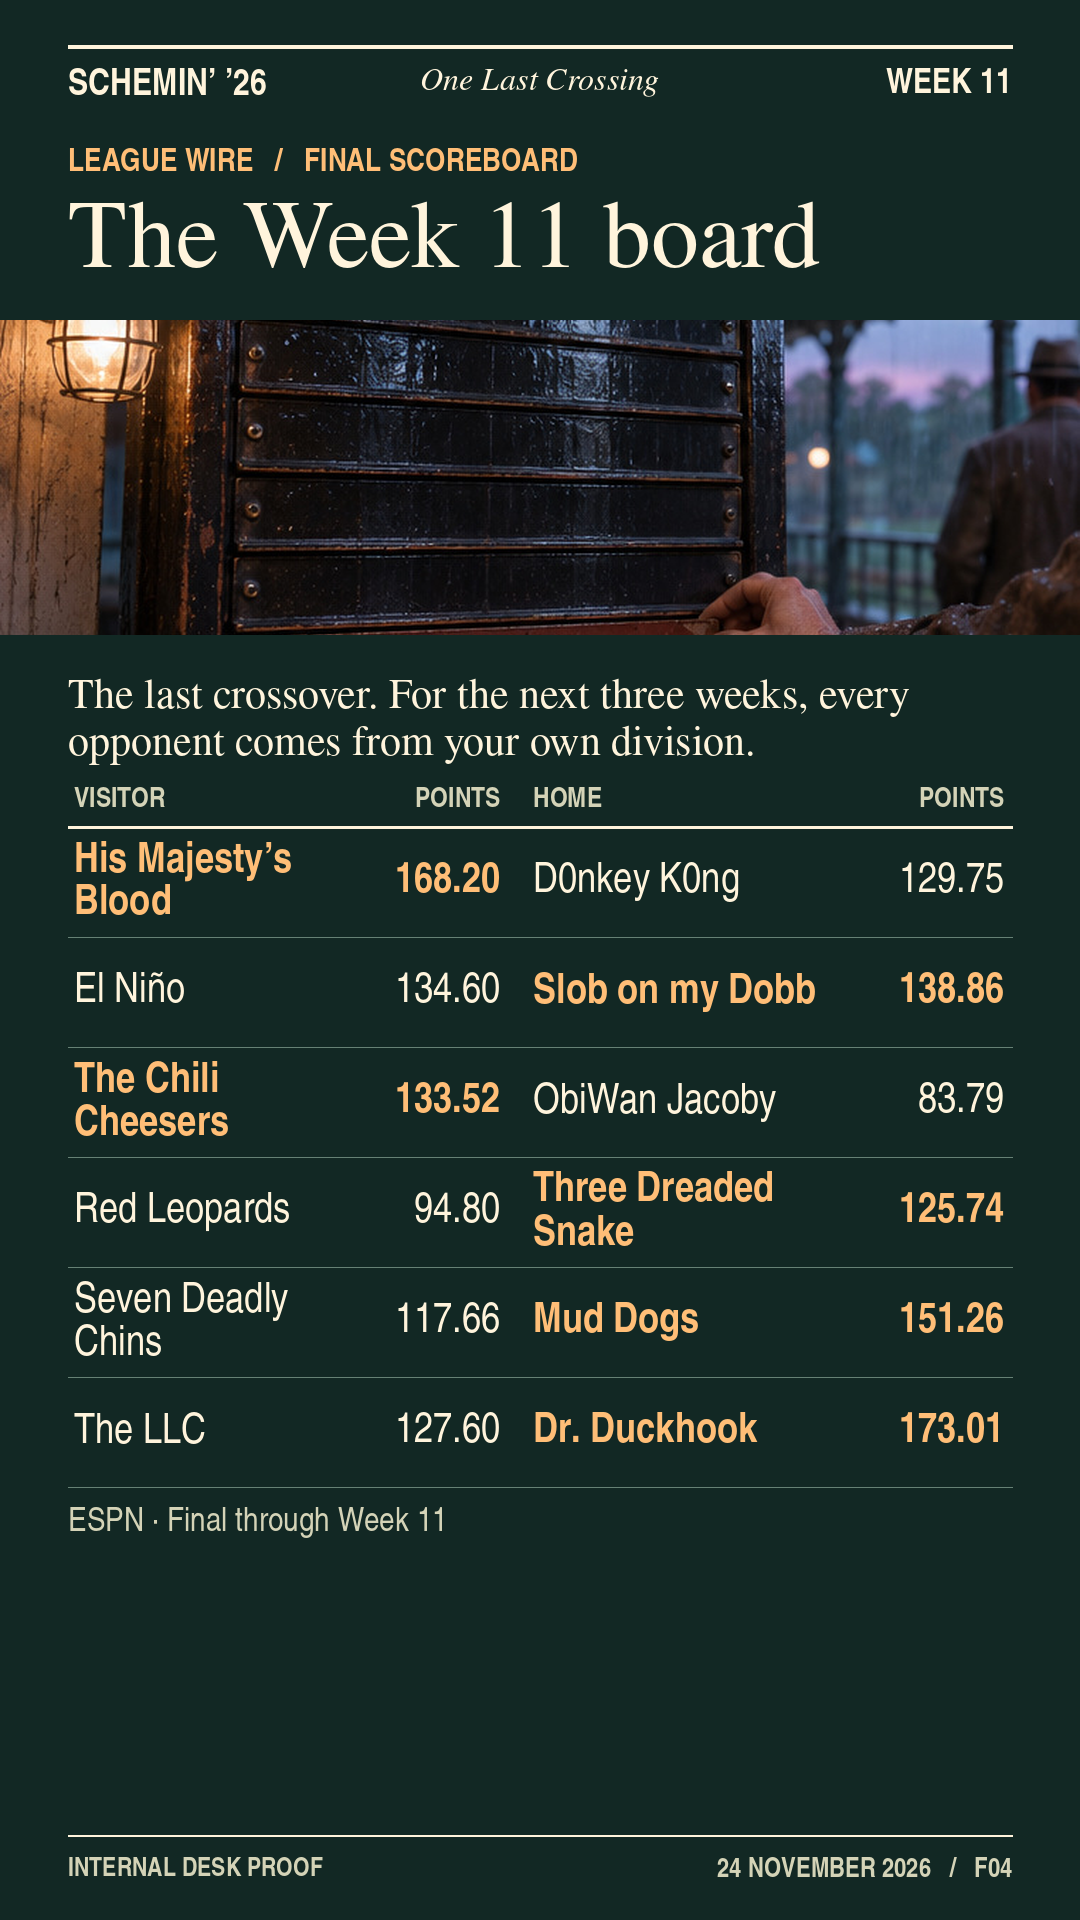 SCHEMIN’ ’26 One Last Crossing WEEK 11
LEAGUE WIRE / FINAL SCOREBOARD
The Week 11 board
The last crossover. For the next three weeks, every
opponent comes from your own division.
VISITOR POINTS HOME POINTS
His Majesty’s
Blood 168.20 D0nkey K0ng 129.75
El Niño 134.60 Slob on my Dobb 138.86
The Chili
Cheesers 133.52 ObiWan Jacoby 83.79
Red Leopards 94.80 Three Dreaded
Snake 125.74
Seven Deadly
Chins 117.66 Mud Dogs 151.26
The LLC 127.60 Dr. Duckhook 173.01
ESPN · Final through Week 11
INTERNAL DESK PROOF 24 NOVEMBER 2026 / F04